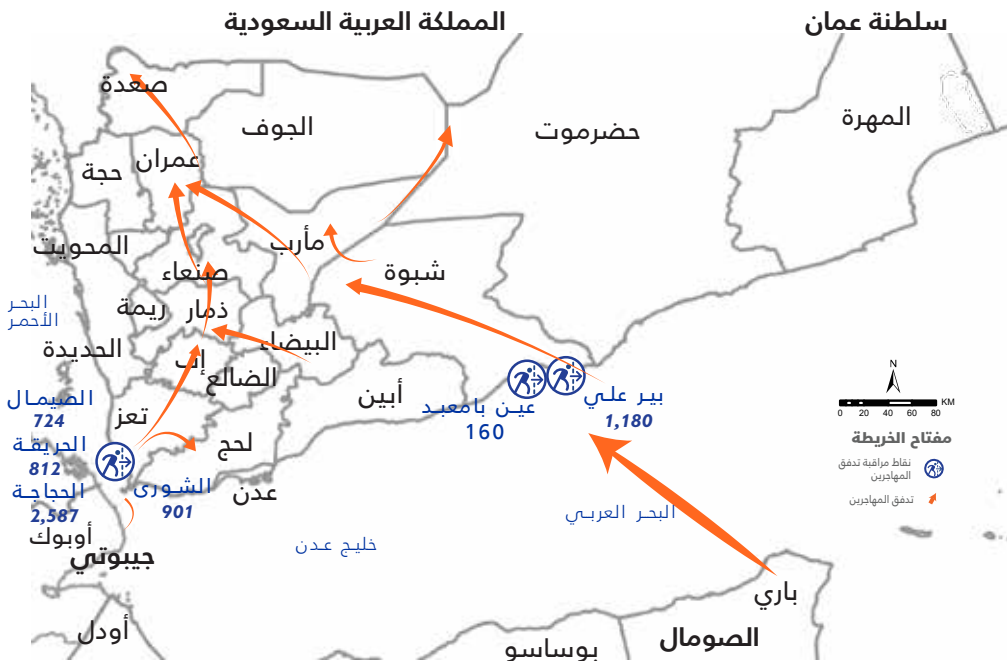 المملكة العربية السعودية
سلطنة عمان
صعدة
الجوف
حضرموت
المهرة
عمران
حجة
مأرب
المحويت
صنعاء
شبوة
البحر
الأحمر
ريمة
ذمار
الحديدة
البيضاء
إب
الضالع
أبين
الصيمال
724
تعز
عين بامعبد
160
بير علي
1,180
N
0 20 40 60 80 KM
مفتاح الخريطة
نقاط مراقبة تدفق
المهاجرين
تدفق المهاجرين
الحريقة
812
لحج
الحجاجة
2,587
الشورى
901
عدن
البحر العربي
أوبوك
خليج عدن
جيبوتي
باري
أودل
بوساسو
الصومال